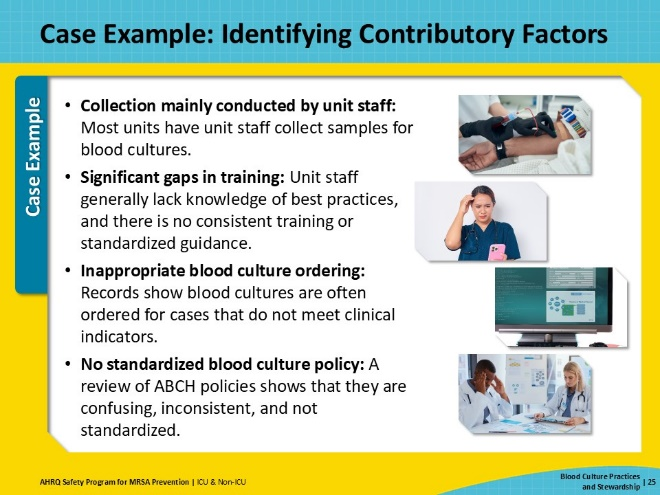 Case Example: Identifying Contributory Factors
Case Example
• Collection mainly conducted by unit staff:
Most units have unit staff collect samples for
blood cultures.
• Significant gaps in training: Unit staff
generally lack knowledge of best practices,
and there is no consistent training or
standardized guidance.
• Inappropriate blood culture ordering:
Records show blood cultures are often
ordered for cases that do not meet clinical
indicators.
• No standardized blood culture policy: A
review of ABCH policies shows that they are
confusing, inconsistent, and not
standardized.
AHRQ Safety Program for MRSA Prevention | ICU & Non-ICU
Blood Culture Practices
and Stewardship | 25